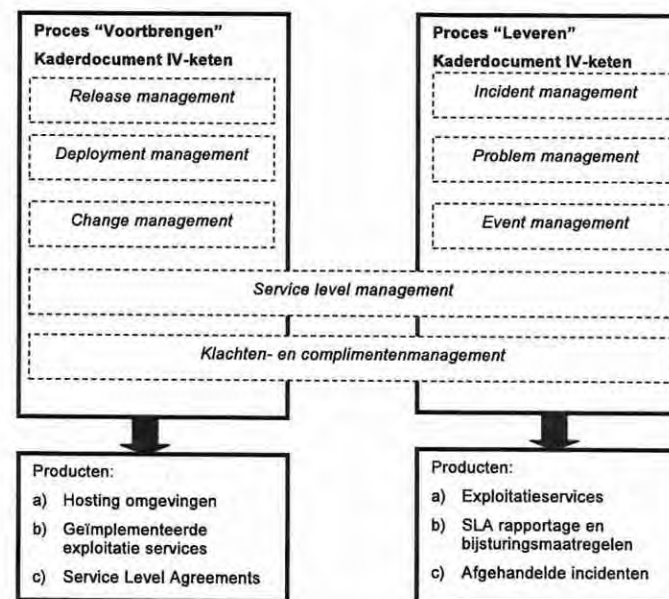 Proces "Voortbrengen"
Kaderdocument IV-keten
Release management
Deployment management
Change management
Proces "Leveren"
Kaderdocument IV-keten
Incident management
Problem management
Event management
Service level management
Klachten- en complimentenmanagement
Producten:
a) Hosting omgevingen
b) Geïmplementeerde
exploitatie services
c) Service Level Agreements
Producten:
a) Exploitatieservices
b) SLA rapportage en
bijsturingsmaatregelen
c) Afgehandelde incidenten